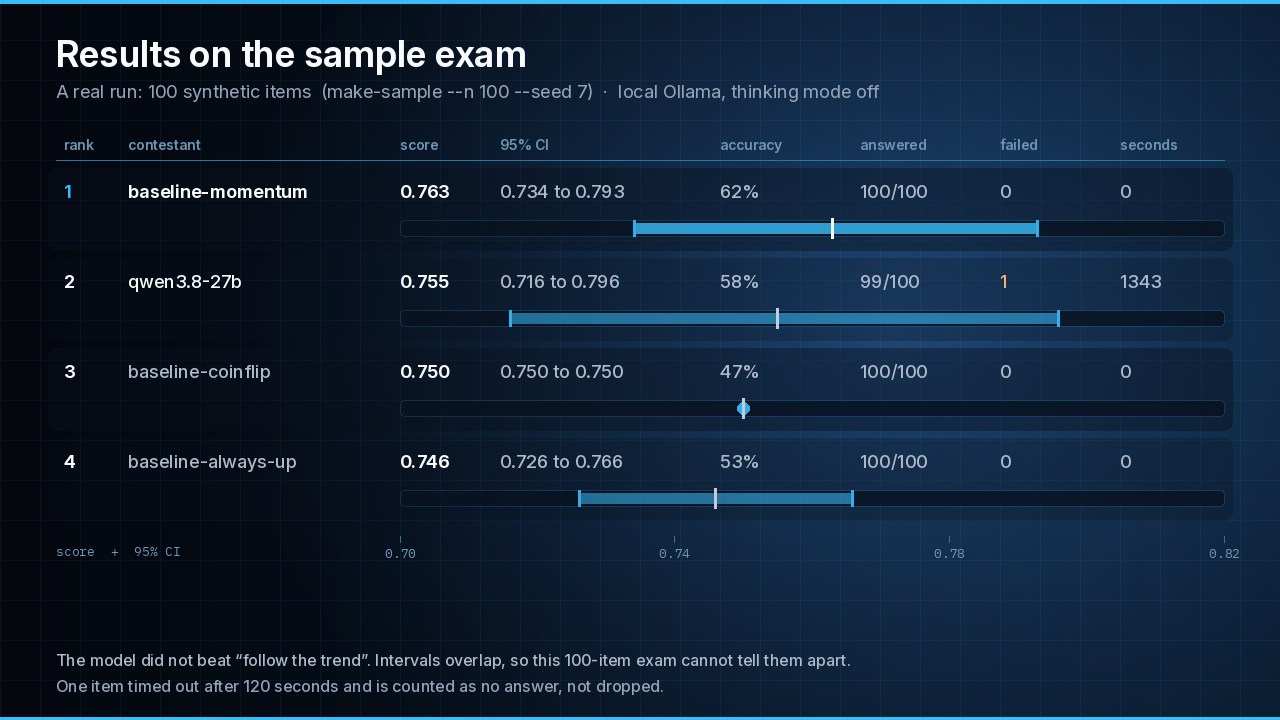 Results on the sample exam
A real run: 100 synthetic items (make-sample --n 100 --seed 7) · local Ollama, thinking mode off
rank contestant score 95% CI accuracy answered failed seconds
1 baseline-momentum 0.763 0.734 to 0.793 62% 100/100 0 0
2 qwen3.8-27b 0.755 0.716 to 0.796 58% 99/100 1 1343
3 baseline-coinflip 0.750 0.750 to 0.750 47% 100/100 0 0
4 baseline-always-up 0.746 0.726 to 0.766 53% 100/100 0 0
score + 95% CI 0.70 0.74 0.78 0.82
The model did not beat “follow the trend”. Intervals overlap, so this 100-item exam cannot tell them apart.
One item timed out after 120 seconds and is counted as no answer, not dropped.